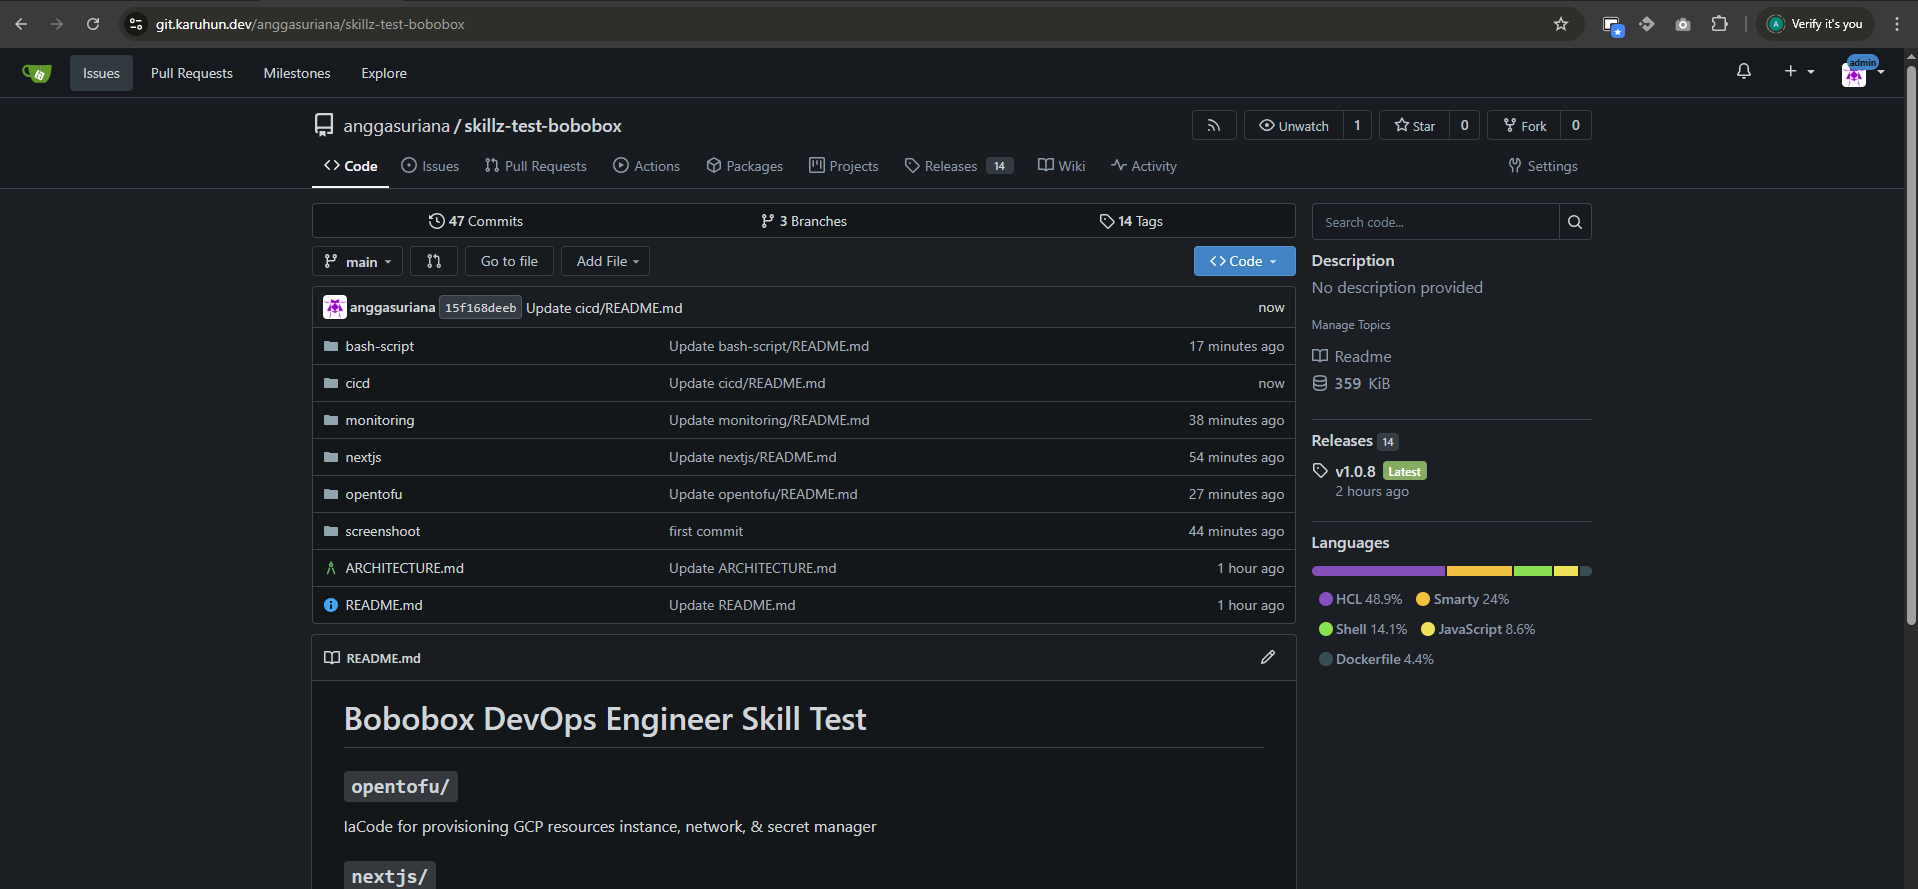 git.karuhun.dev/anggasuriana/skillz-test-bobobox
A
Verify it's you
Issues
Pull Requests
Milestones
Explore
admin
anggasuriana / skillz-test-bobobox
Unwatch 1
Star 0
Fork 0
Code
Issues
Pull Requests
Actions
Packages
Projects
Releases 14
Wiki
Activity
Settings
47 Commits
3 Branches
14 Tags
Search code...
main
Go to file
Add File
Code
Description
No description provided
Manage Topics
Readme
359 KiB
anggasuriana 15f168deeb Update cicd/README.md now
bash-script Update bash-script/README.md 17 minutes ago
cicd Update cicd/README.md now
monitoring Update monitoring/README.md 38 minutes ago
nextjs Update nextjs/README.md 54 minutes ago
opentofu Update opentofu/README.md 27 minutes ago
screenshoot first commit 44 minutes ago
ARCHITECTURE.md Update ARCHITECTURE.md 1 hour ago
README.md Update README.md 1 hour ago
Releases 14
v1.0.8 Latest
2 hours ago
Languages
HCL 48.9% Smarty 24%
Shell 14.1% JavaScript 8.6%
Dockerfile 4.4%
README.md
Bobobox DevOps Engineer Skill Test
opentofu/
IaCode for provisioning GCP resources instance, network, & secret manager
nextjs/